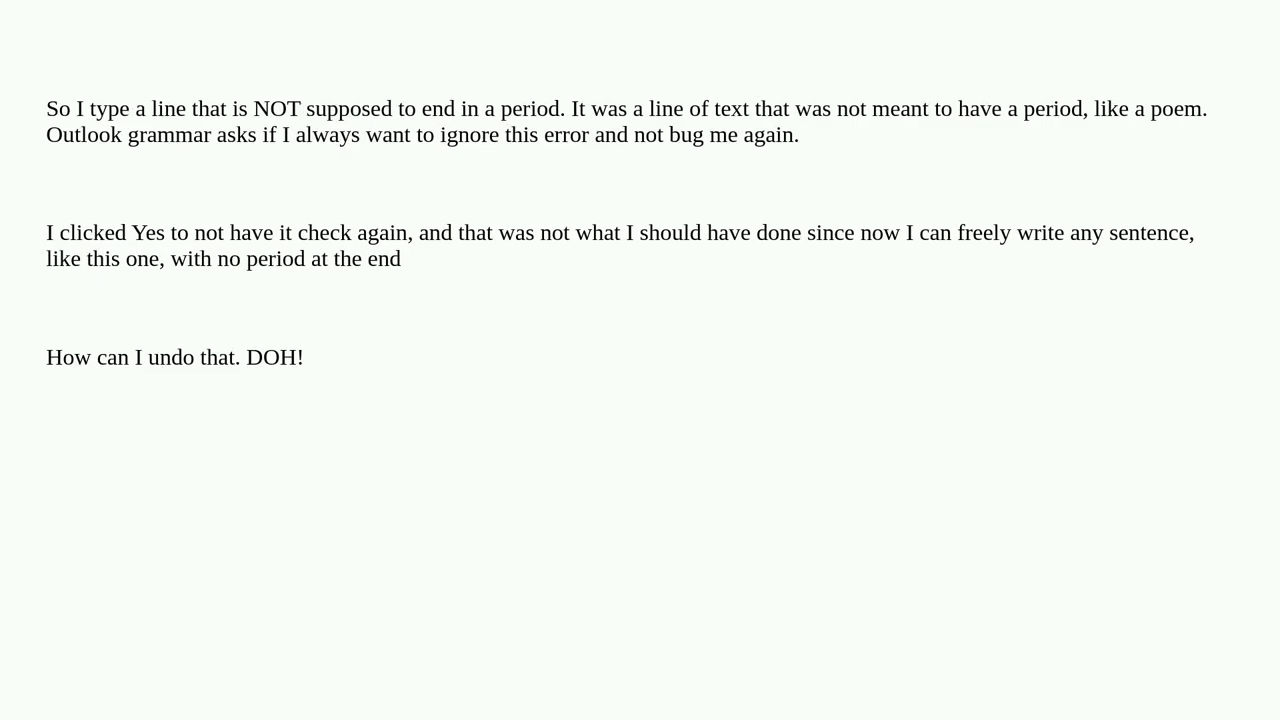 So I type a line that is NOT supposed to end in a period. It was a line of text that was not meant to have a period, like a poem.
Outlook grammar asks if I always want to ignore this error and not bug me again.
I clicked Yes to not have it check again, and that was not what I should have done since now I can freely write any sentence,
like this one, with no period at the end
How can I undo that. DOH!